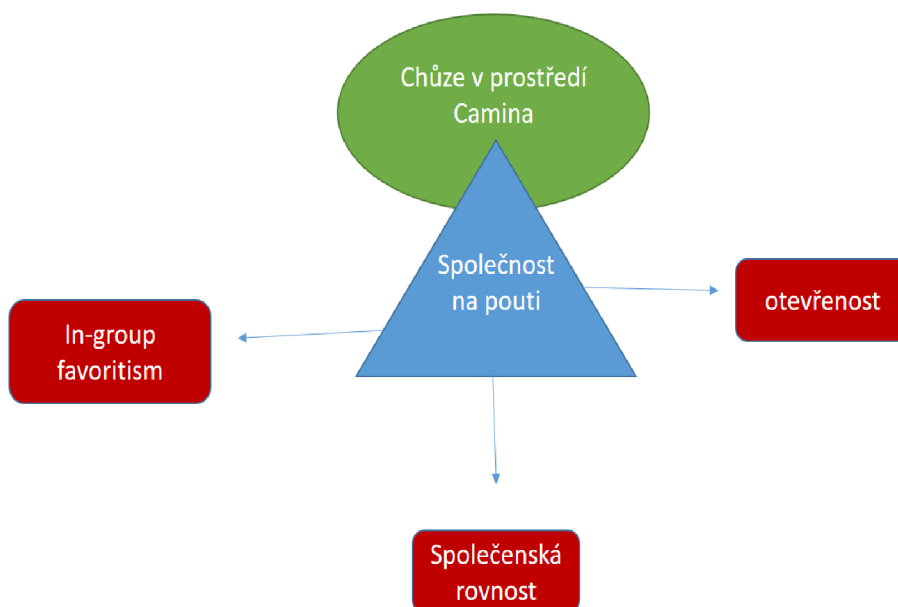 Chůze v prostředí
Camina
Společnost
na pouti
otevřenost
In-group
favoritism
Společenská
rovnost